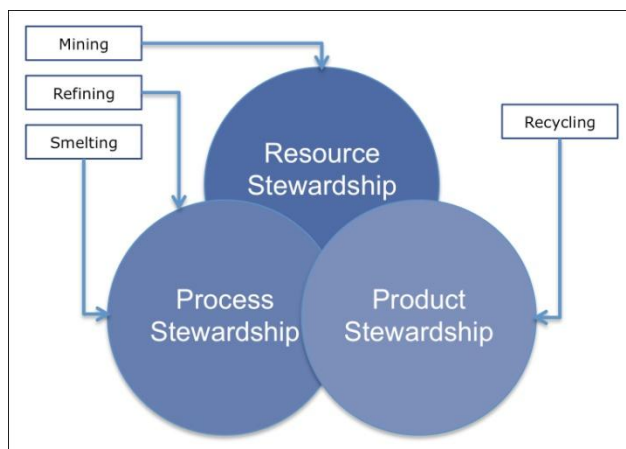 Mining
Refining
Smelting
Recycling
Resource
Stewardship
Process
Stewardship
Product
Stewardship